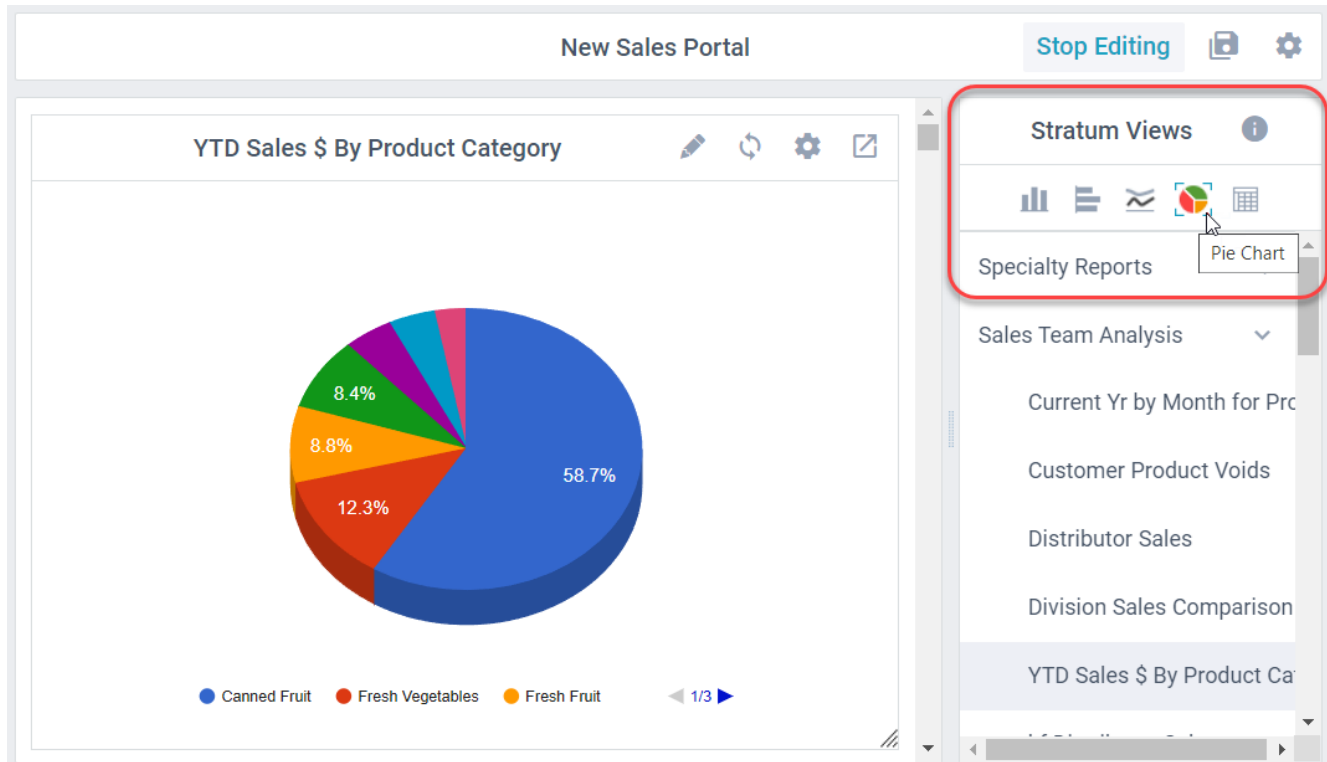 New Sales Portal
Stop Editing
YTD Sales $ By Product Category
58.7%
12.3%
8.8%
8.4%
Canned Fruit
Fresh Vegetables
Fresh Fruit
1/3
Stratum Views
Pie Chart
Specialty Reports
Sales Team Analysis
Current Yr by Month for Pro
Customer Product Voids
Distributor Sales
Division Sales Comparison
YTD Sales $ By Product Cat